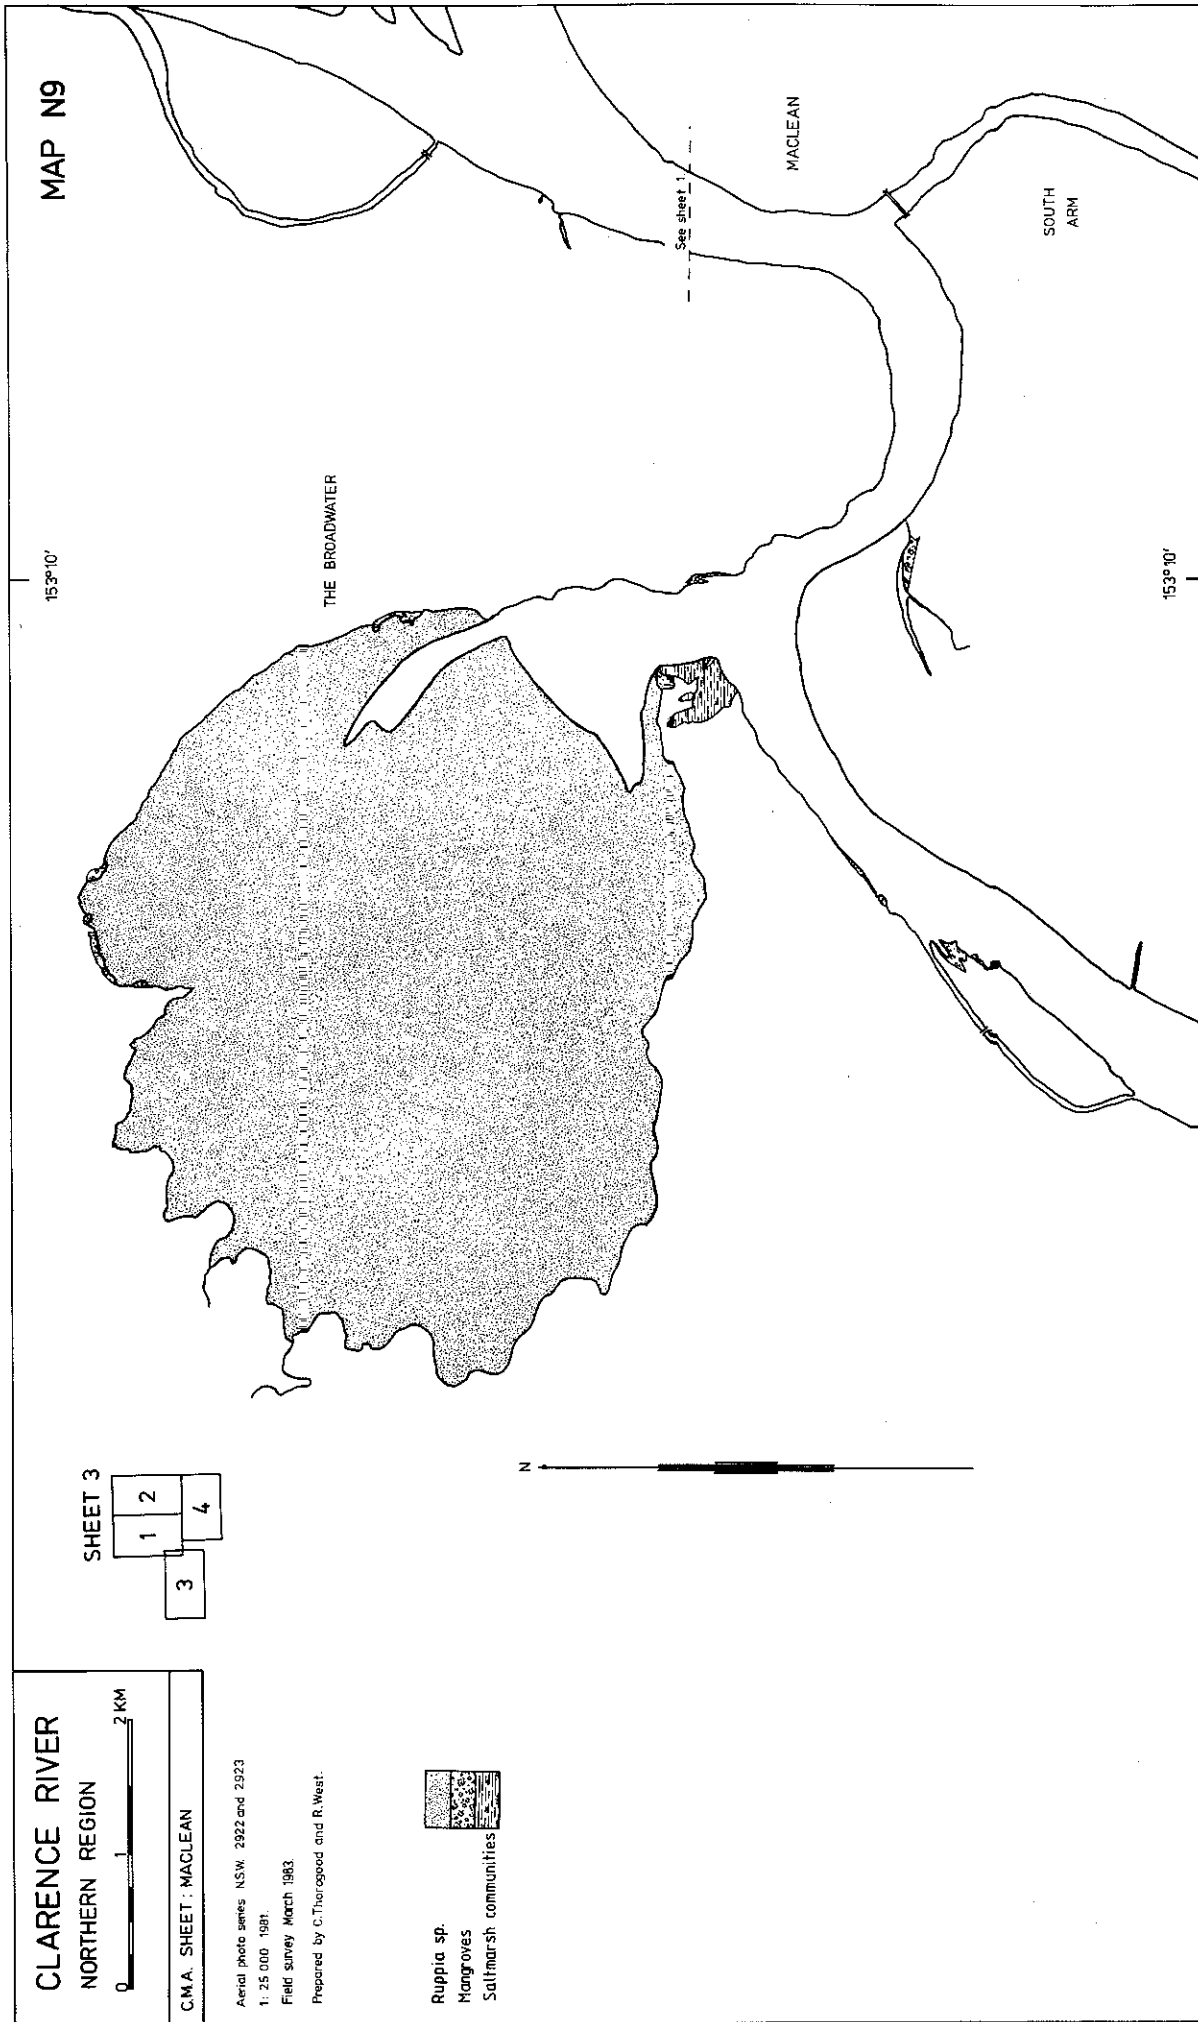 CLARENCE RIVER
NORTHERN REGION
0 1 2 KM
C.M.A. SHEET : MACLEAN
Aerial photo series N.S.W. 2922 and 2923
1: 25 000 1981.
Field survey March 1983.
Prepared by C.Thorogood and R.West.
Ruppia sp.
Mangroves
Saltmarsh communities
SHEET 3
1
2
3
4
N
153°10'
THE BROADWATER
MAP N9
See sheet 1.
MACLEAN
SOUTH
ARM
153°10'